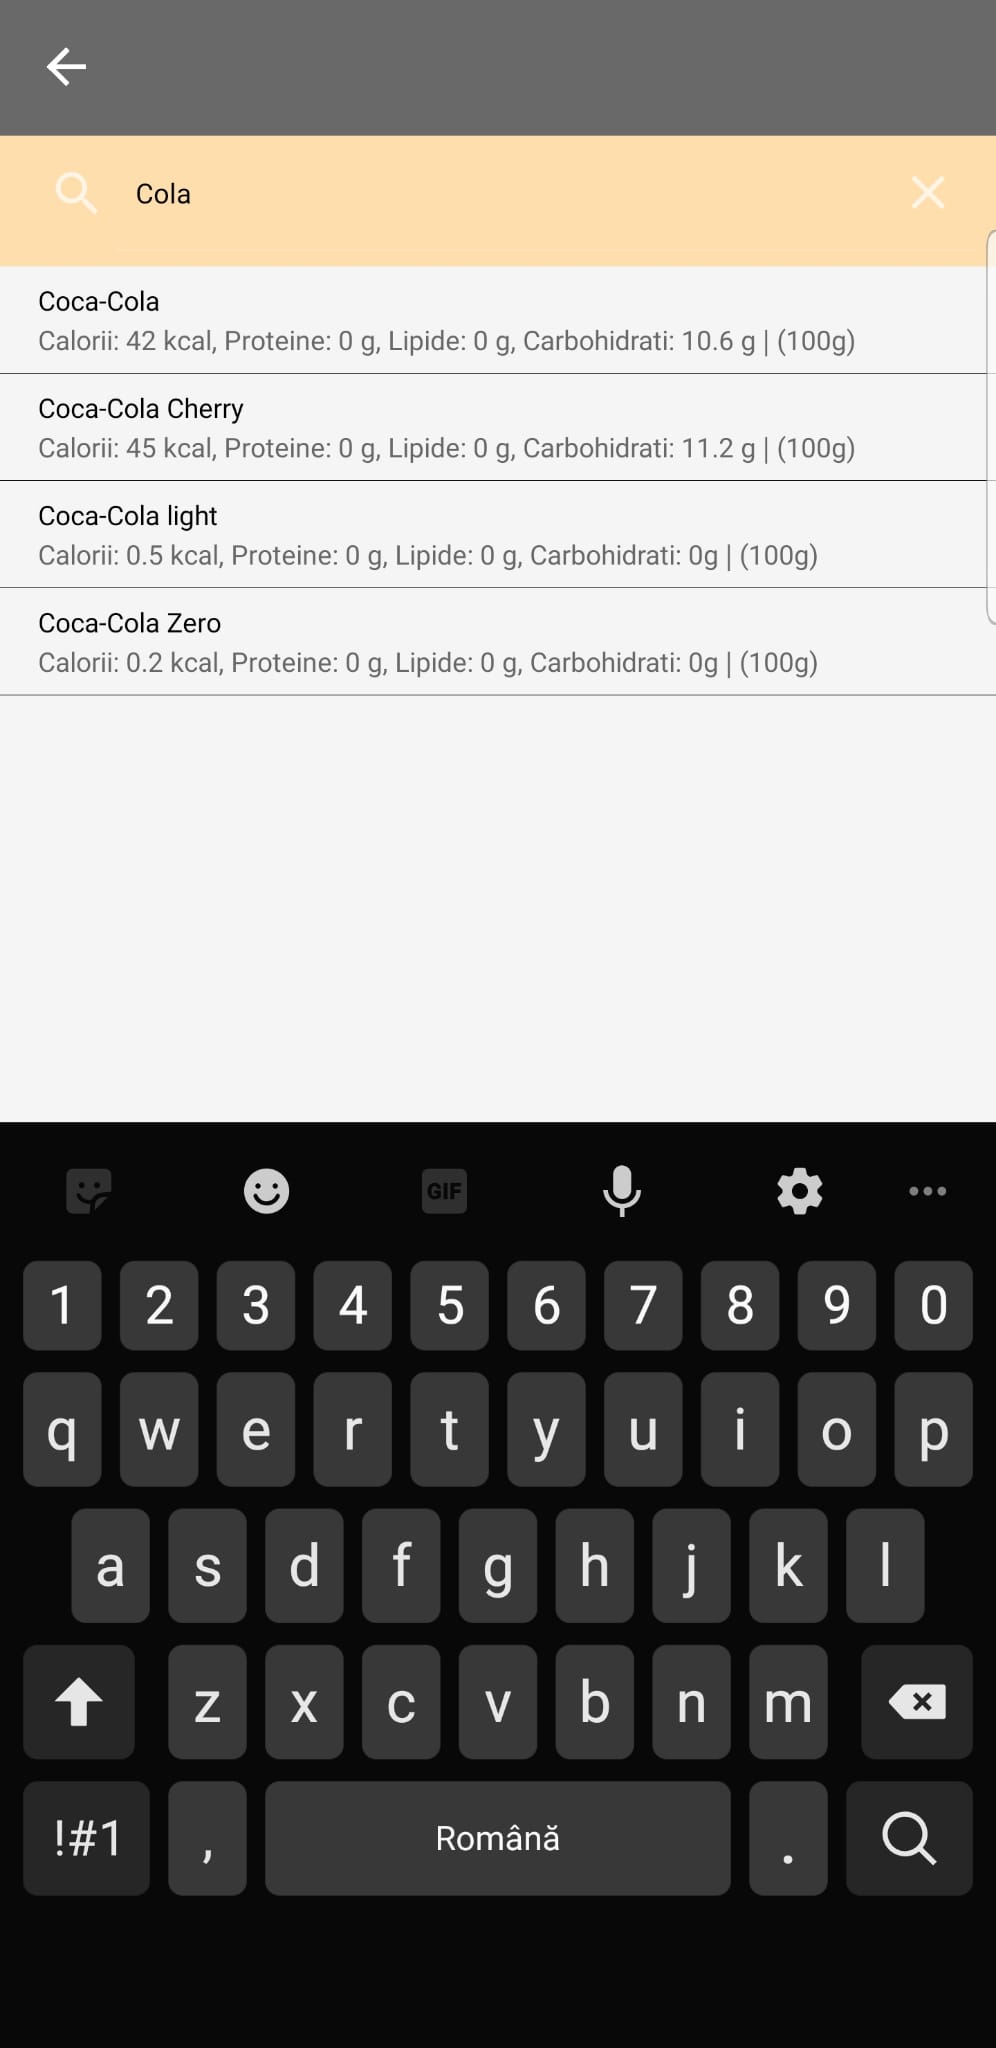 Cola
Coca-Cola
Calorii: 42 kcal, Proteine: 0 g, Lipide: 0 g, Carbohidrati: 10.6 g | (100g)
Coca-Cola Cherry
Calorii: 45 kcal, Proteine: 0 g, Lipide: 0 g, Carbohidrati: 11.2 g | (100g)
Coca-Cola light
Calorii: 0.5 kcal, Proteine: 0 g, Lipide: 0 g, Carbohidrati: 0g | (100g)
Coca-Cola Zero
Calorii: 0.2 kcal, Proteine: 0 g, Lipide: 0 g, Carbohidrati: 0g | (100g)
GIF
1 2 3 4 5 6 7 8 9 0
q w e r t y u i o p
a s d f g h j k l
z x c v b n m
!#1 , Română .